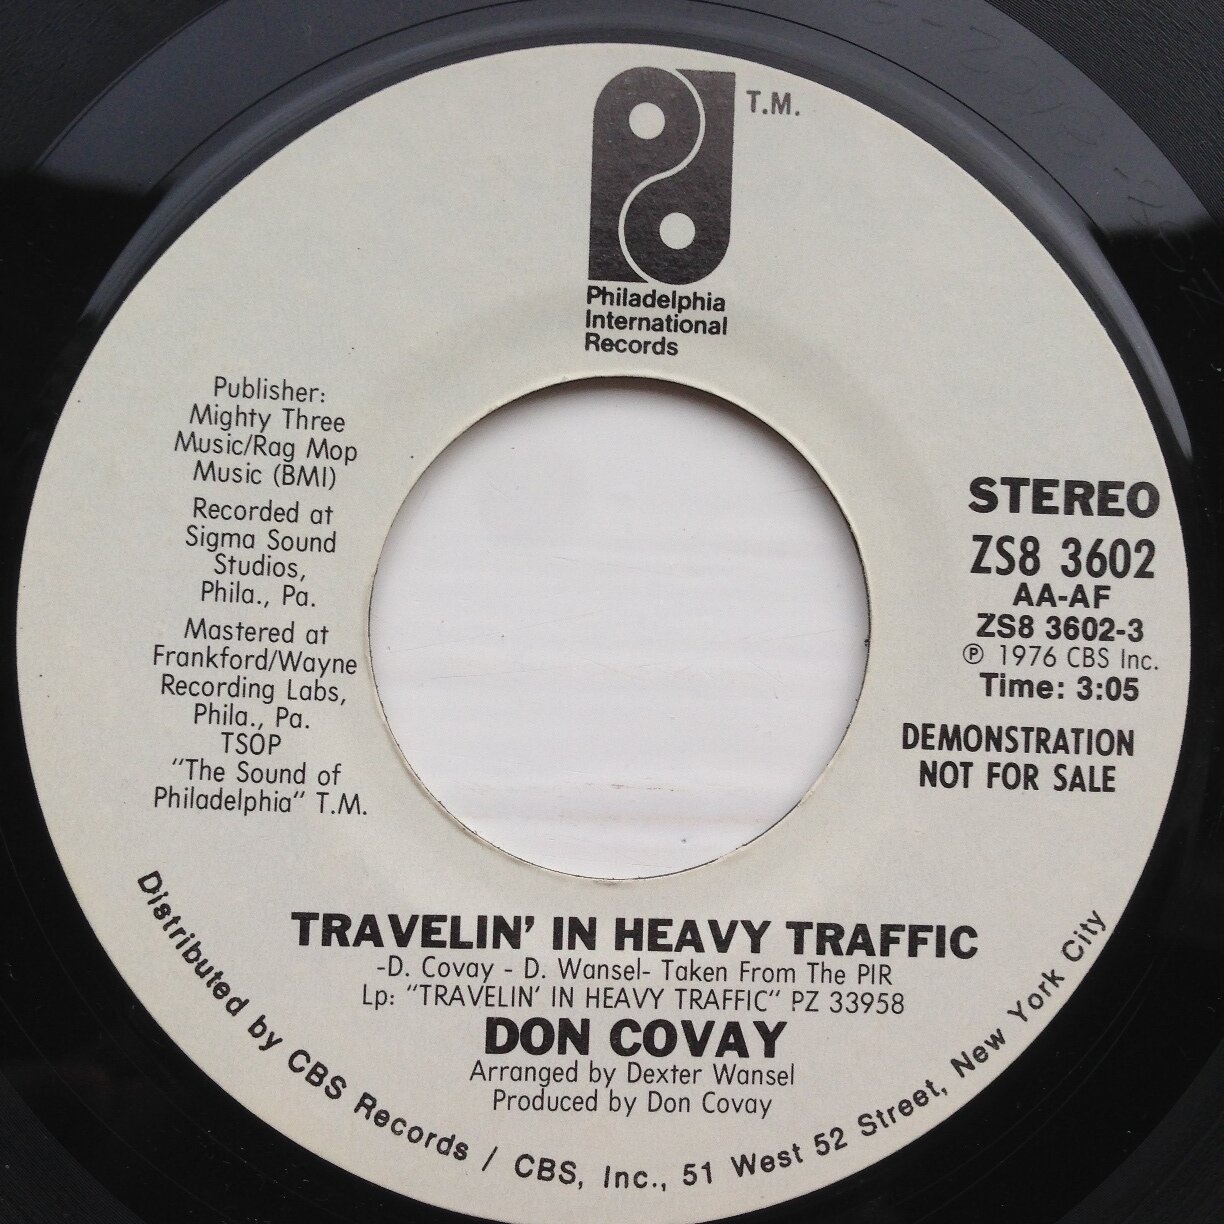 T.M.
Philadelphia
International
Records
Publisher:
Mighty Three
Music/Rag Mop
Music (BMI)
Recorded at
Sigma Sound
Studios,
Phila., Pa.
Mastered at
Frankford/Wayne
Recording Labs,
Phila., Pa.
TSOP
"The Sound of
Philadelphia" T.M.
STEREO
ZS8 3602
AA-AF
ZS8 3602-3
℗ 1976 CBS Inc.
Time: 3:05
DEMONSTRATION
NOT FOR SALE
TRAVELIN' IN HEAVY TRAFFIC
-D. Covay - D. Wansel- Taken From The PIR
Lp: "TRAVELIN' IN HEAVY TRAFFIC" PZ 33958
DON COVAY
Arranged by Dexter Wansel
Produced by Don Covay
Distributed by CBS Records / CBS, Inc., 51 West 52 Street, New York City